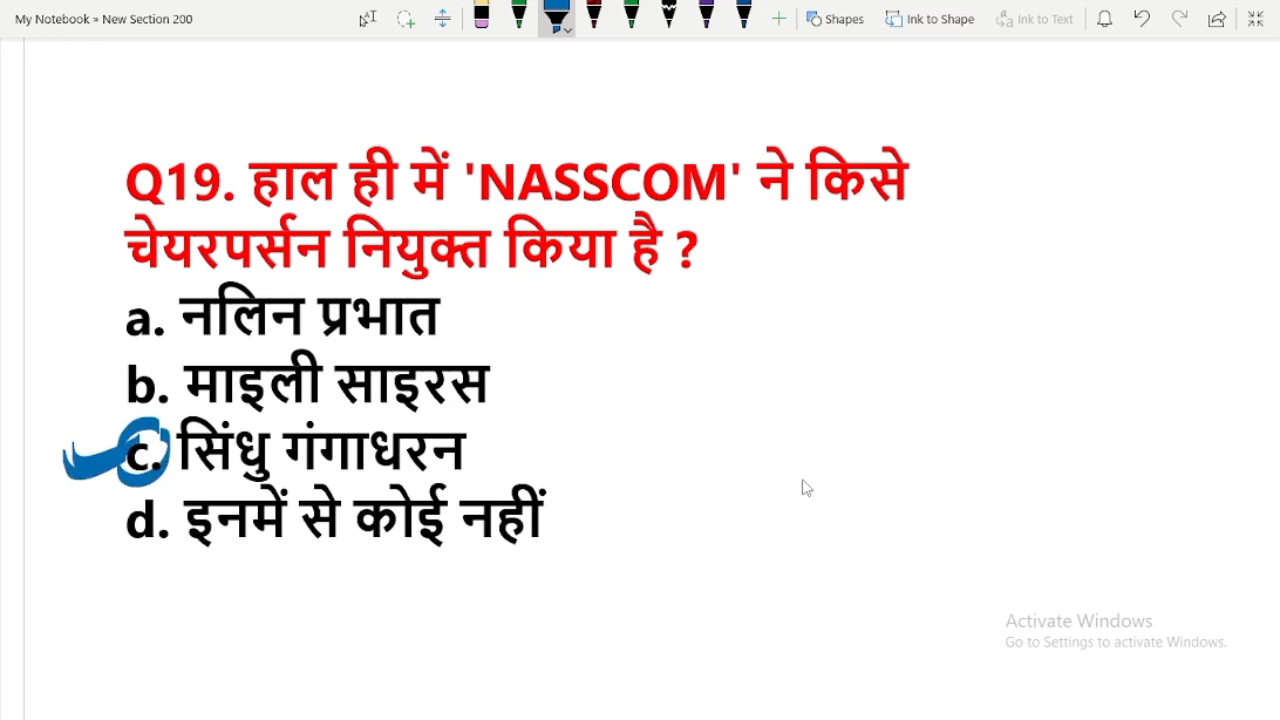 My Notebook » New Section 200
Shapes
Ink to Shape
Ink to Text
Q19. हाल ही में 'NASSCOM' ने किसे
चेयरपर्सन नियुक्त किया है ?
a. नलिन प्रभात
b. माइली साइरस
c. सिंधु गंगाधरन
d. इनमें से कोई नहीं
Activate Windows
Go to Settings to activate Windows.